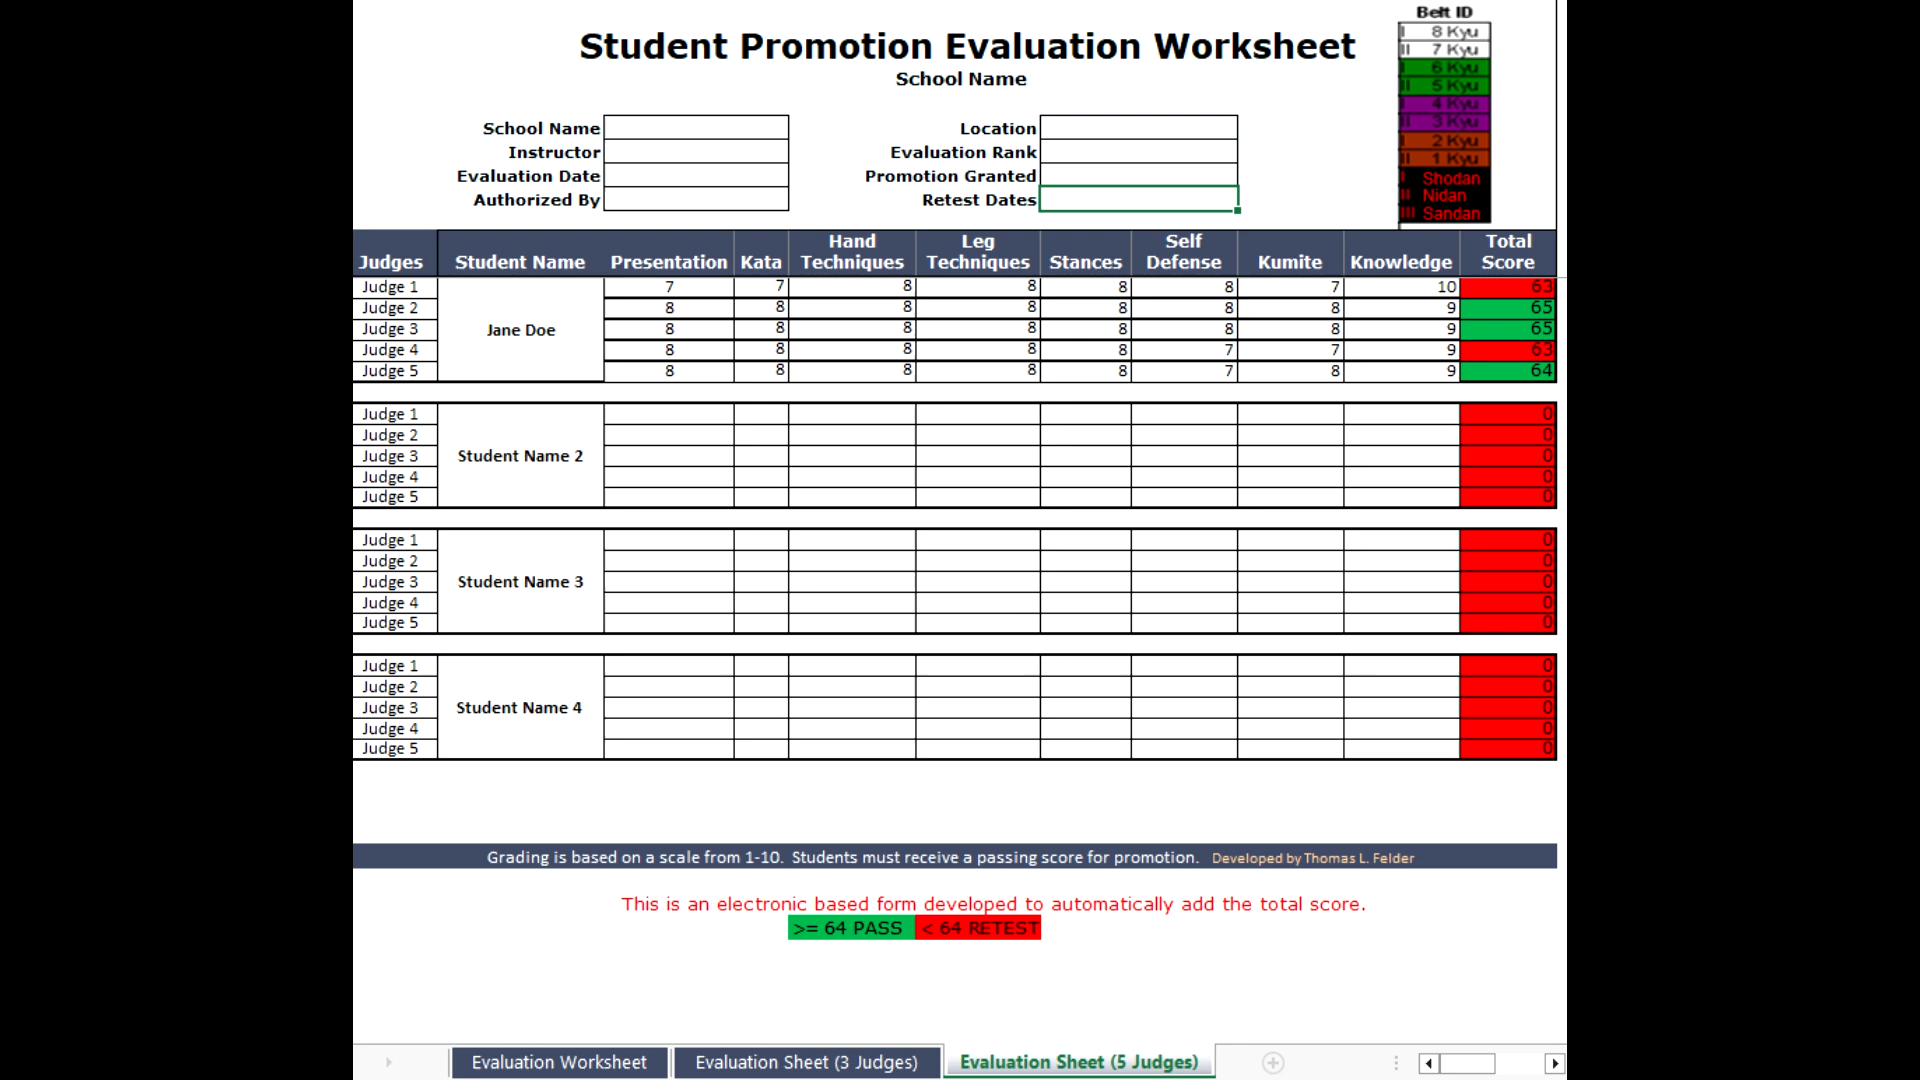 Belt ID
I 8 Kyu
II 7 Kyu
I 6 Kyu
II 5 Kyu
I 4 Kyu
II 3 Kyu
I 2 Kyu
II 1 Kyu
I Shodan
II Nidan
III Sandan
Student Promotion Evaluation Worksheet
School Name
School Name Location
Instructor Evaluation Rank
Evaluation Date Promotion Granted
Authorized By Retest Dates
Judges Student Name Presentation Kata Hand Techniques Leg Techniques Stances Self Defense Kumite Knowledge Total Score
Judge 1 7 7 8 8 8 8 7 10 63
Judge 2 8 8 8 8 8 8 8 9 65
Judge 3 Jane Doe 8 8 8 8 8 8 8 9 65
Judge 4 8 8 8 8 8 7 7 9 63
Judge 5 8 8 8 8 8 7 8 9 64
Judge 1 0
Judge 2 0
Judge 3 Student Name 2 0
Judge 4 0
Judge 5 0
Judge 1 0
Judge 2 0
Judge 3 Student Name 3 0
Judge 4 0
Judge 5 0
Judge 1 0
Judge 2 0
Judge 3 Student Name 4 0
Judge 4 0
Judge 5 0
Grading is based on a scale from 1-10. Students must receive a passing score for promotion. Developed by Thomas L. Felder
This is an electronic based form developed to automatically add the total score.
>= 64 PASS < 64 RETEST
Evaluation Worksheet Evaluation Sheet (3 Judges) Evaluation Sheet (5 Judges)